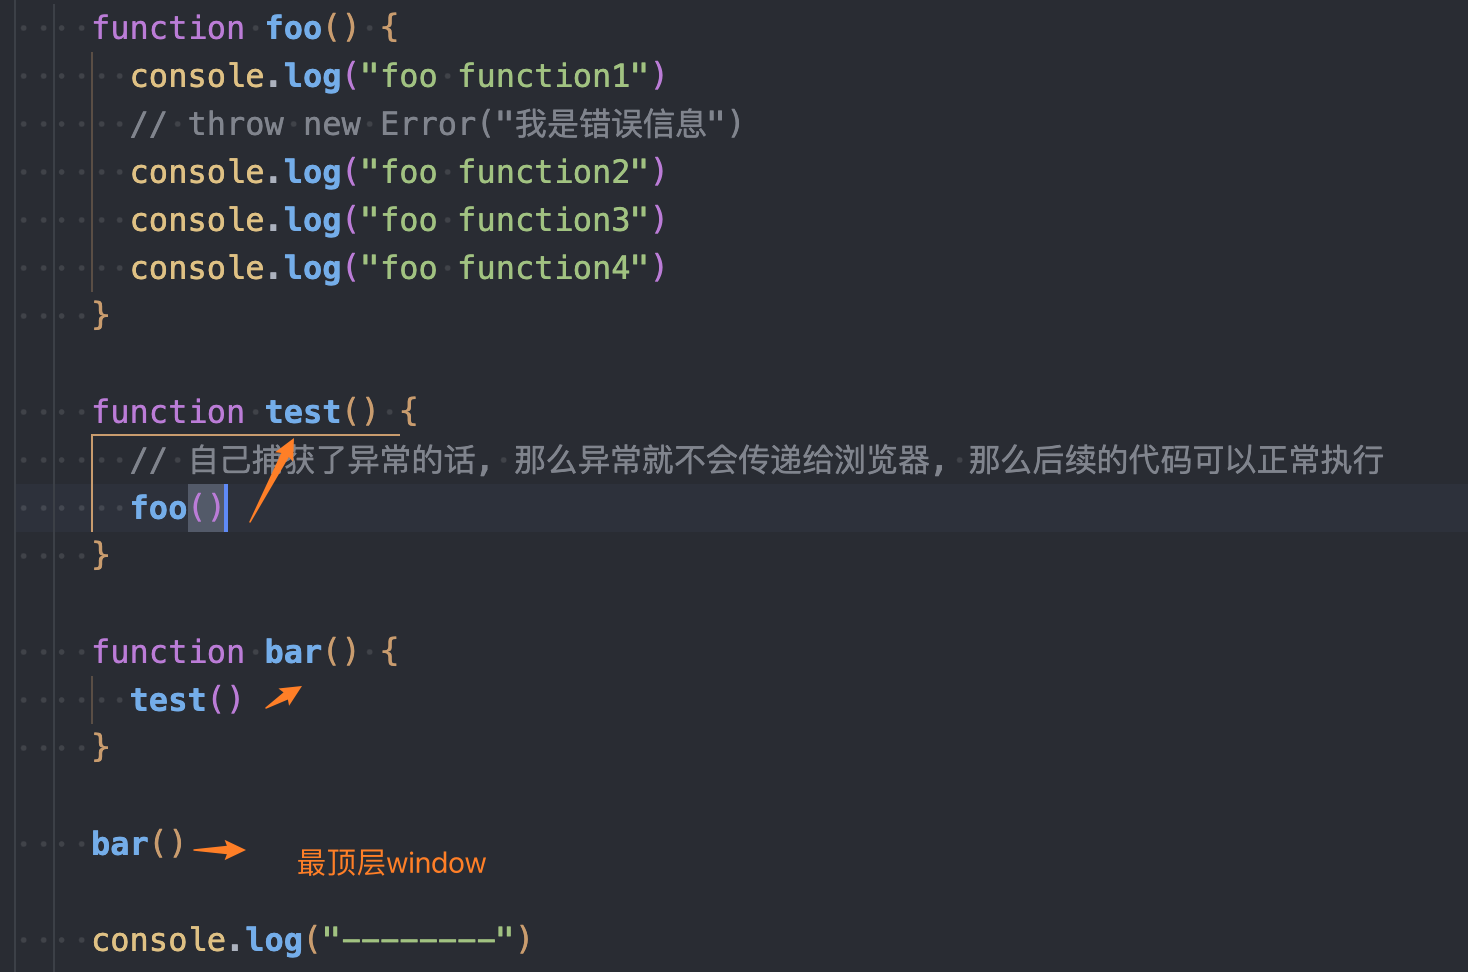 function foo() {
console.log("foo function1")
// throw new Error("我是错误信息")
console.log("foo function2")
console.log("foo function3")
console.log("foo function4")
}
function test() {
// 自己捕获了异常的话, 那么异常就不会传递给浏览器, 那么后续的代码可以正常执行
foo()
}
function bar() {
test()
}
bar()
最顶层window
console.log("--------")